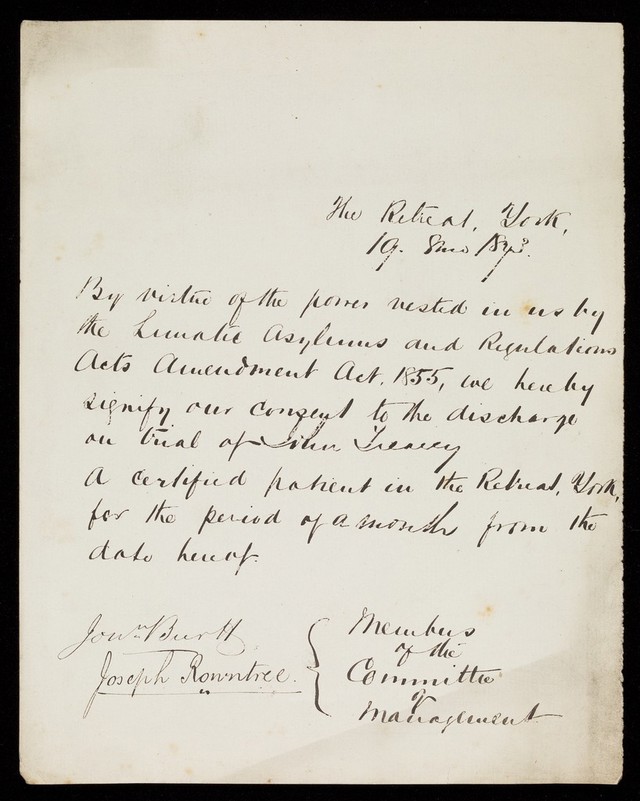 The Retreat, York,
19. 8mo 1873.
By virtue of the power vested in us by
the Lunatic Asylums and Regulations
Acts Amendment Act, 1855, we hereby
signify our consent to the discharge
on trial of John
A certified patient in the Retreat, York,
for the period of a month from the
date hereof.
Jonn Burtt
Joseph Rowntree.
Members
of the
Committee
of
Management